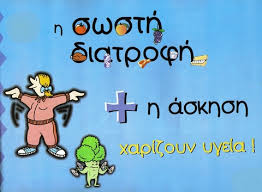 η σωστή
διατροφή
+ η άσκηση
χαρίζουν υγεία !